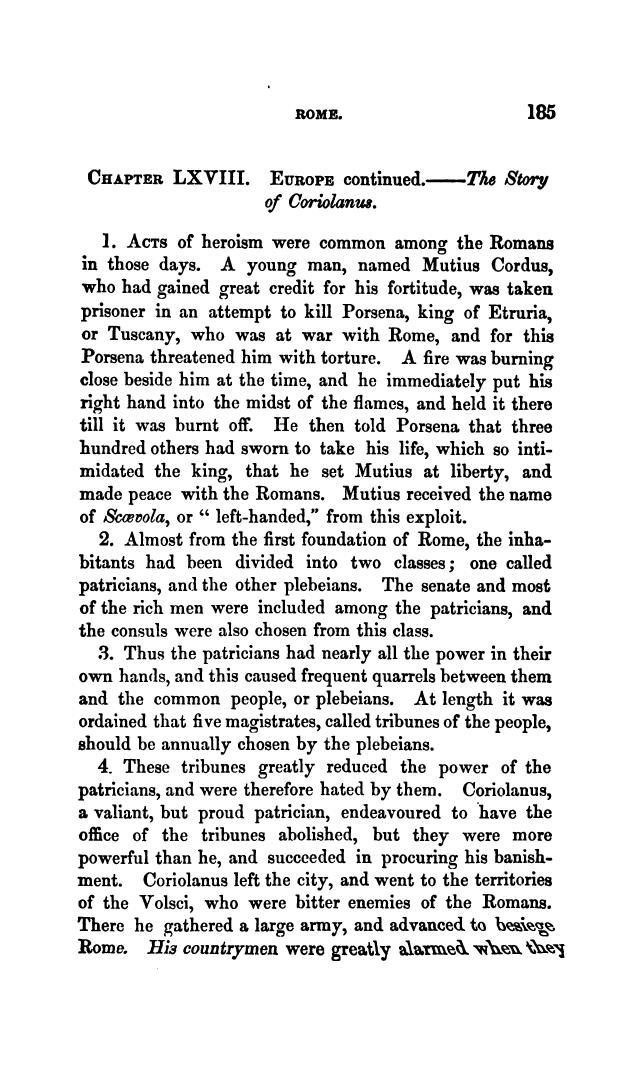 ROME. 185
CHAPTER LXVIII. EUROPE continued.——The Story
of Coriolanus.
1. ACTS of heroism were common among the Romans
in those days. A young man, named Mutius Cordus,
who had gained great credit for his fortitude, was taken
prisoner in an attempt to kill Porsena, king of Etruria,
or Tuscany, who was at war with Rome, and for this
Porsena threatened him with torture. A fire was burning
close beside him at the time, and he immediately put his
right hand into the midst of the flames, and held it there
till it was burnt off. He then told Porsena that three
hundred others had sworn to take his life, which so inti-
midated the king, that he set Mutius at liberty, and
made peace with the Romans. Mutius received the name
of Scævola, or “ left-handed,” from this exploit.
2. Almost from the first foundation of Rome, the inha-
bitants had been divided into two classes; one called
patricians, and the other plebeians. The senate and most
of the rich men were included among the patricians, and
the consuls were also chosen from this class.
3. Thus the patricians had nearly all the power in their
own hands, and this caused frequent quarrels between them
and the common people, or plebeians. At length it was
ordained that five magistrates, called tribunes of the people,
should be annually chosen by the plebeians.
4. These tribunes greatly reduced the power of the
patricians, and were therefore hated by them. Coriolanus,
a valiant, but proud patrician, endeavoured to have the
office of the tribunes abolished, but they were more
powerful than he, and succeeded in procuring his banish-
ment. Coriolanus left the city, and went to the territories
of the Volsci, who were bitter enemies of the Romans.
There he gathered a large army, and advanced to besiege
Rome. His countrymen were greatly alarmed when they